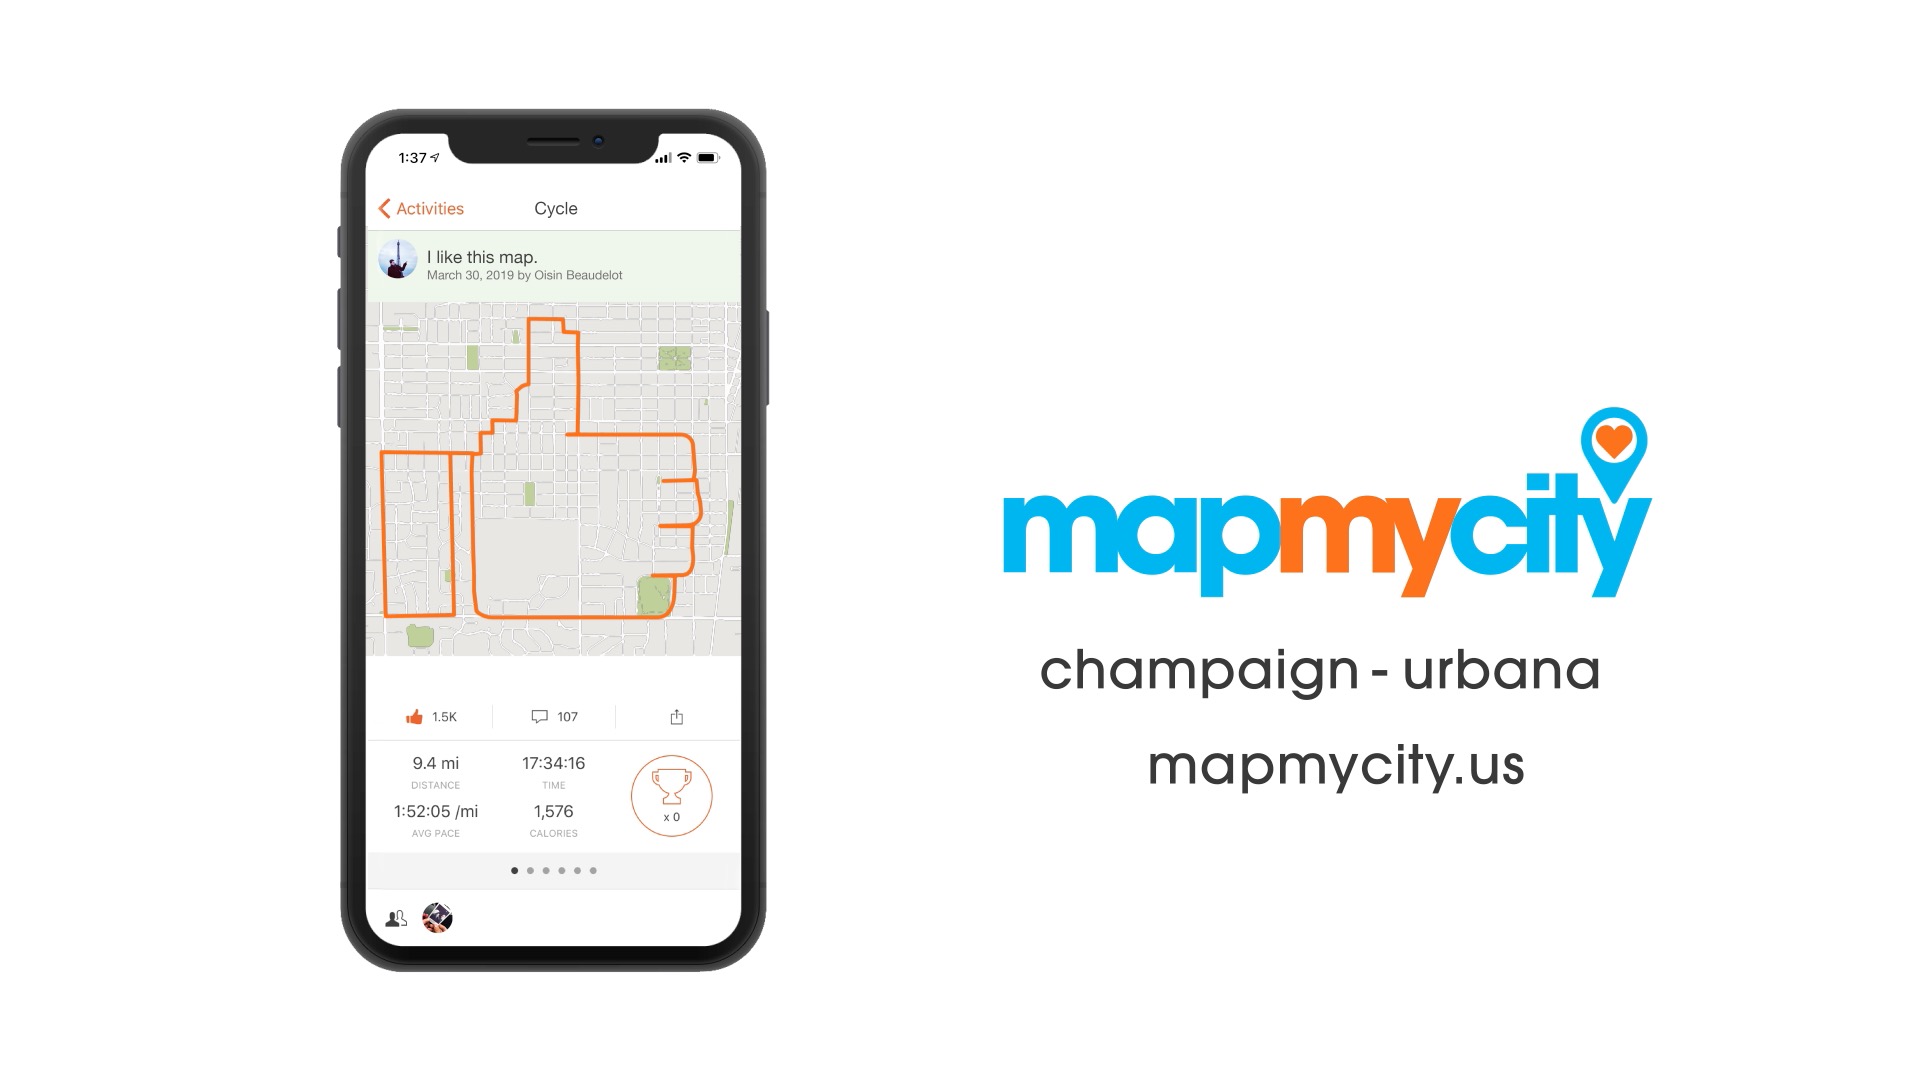 1:37
Activities
Cycle
I like this map.
March 30, 2019 by Oisin Beaudelot
1.5K
107
9.4 mi
17:34:16
DISTANCE
TIME
1:52:05 /mi
1,576
AVG PACE
CALORIES
x 0
mapmycity
champaign - urbana
mapmycity.us